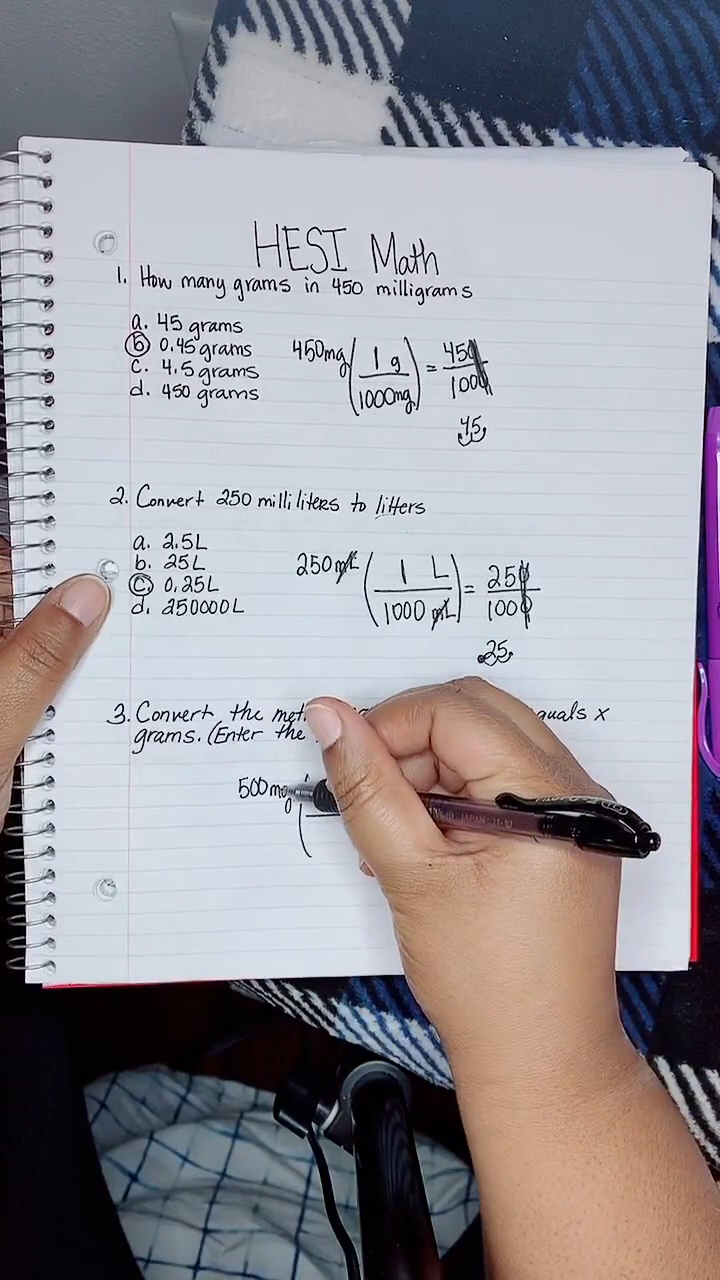 HESI Math
1. How many grams in 450 milligrams
a. 45 grams
b. 0.45 grams
c. 4.5 grams
d. 450 grams
450mg ( 1 g / 1000mg ) = 450 / 1000
.45
2. Convert 250 milliliters to litters
a. 2.5L
b. 25L
c. 0.25L
d. 250000L
250mL ( 1 L / 1000 mL ) = 250 / 1000
.25
3. Convert the x
grams. (Enter the
500mg (